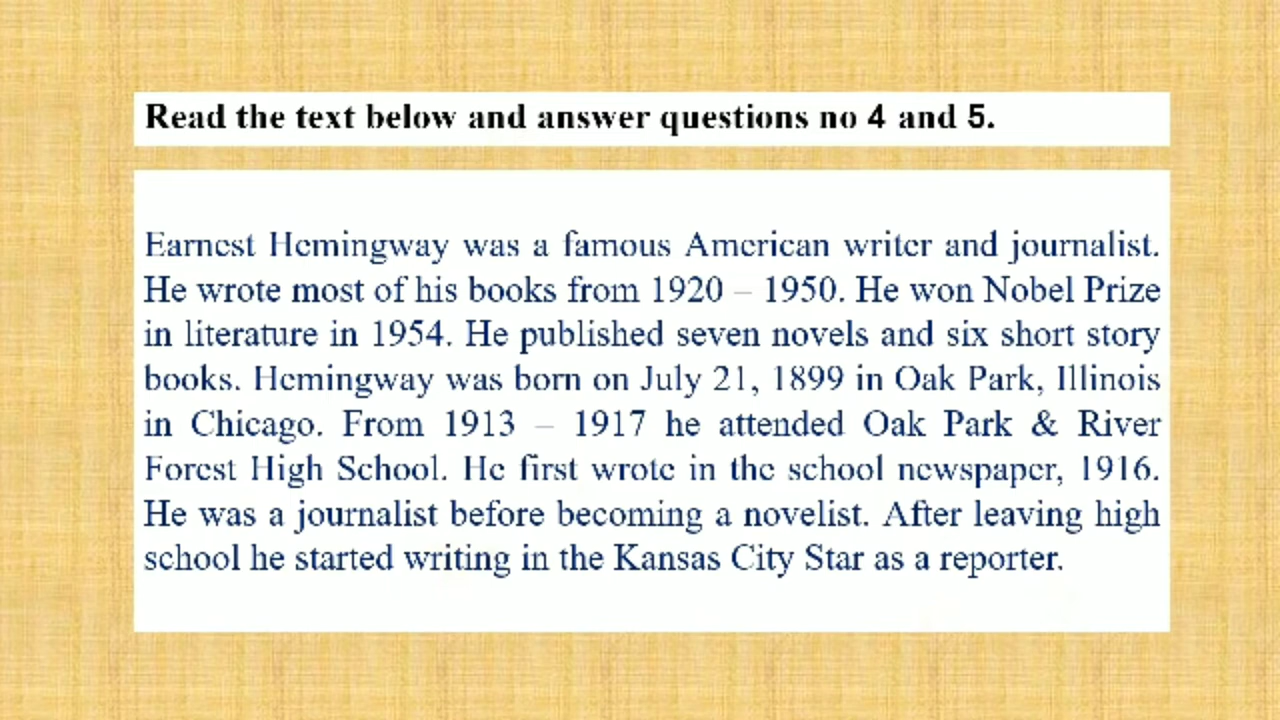 Read the text below and answer questions no 4 and 5.
Earnest Hemingway was a famous American writer and journalist.
He wrote most of his books from 1920 – 1950. He won Nobel Prize
in literature in 1954. He published seven novels and six short story
books. Hemingway was born on July 21, 1899 in Oak Park, Illinois
in Chicago. From 1913 – 1917 he attended Oak Park & River
Forest High School. He first wrote in the school newspaper, 1916.
He was a journalist before becoming a novelist. After leaving high
school he started writing in the Kansas City Star as a reporter.